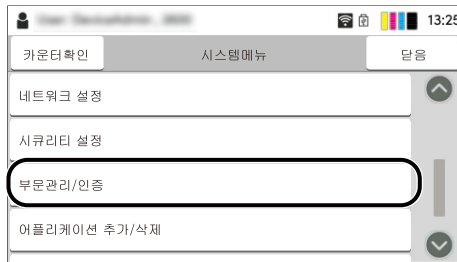 13:25
카운터확인 시스템메뉴 닫음
네트워크 설정
시큐리티 설정
부문관리/인증
어플리케이션 추가/삭제